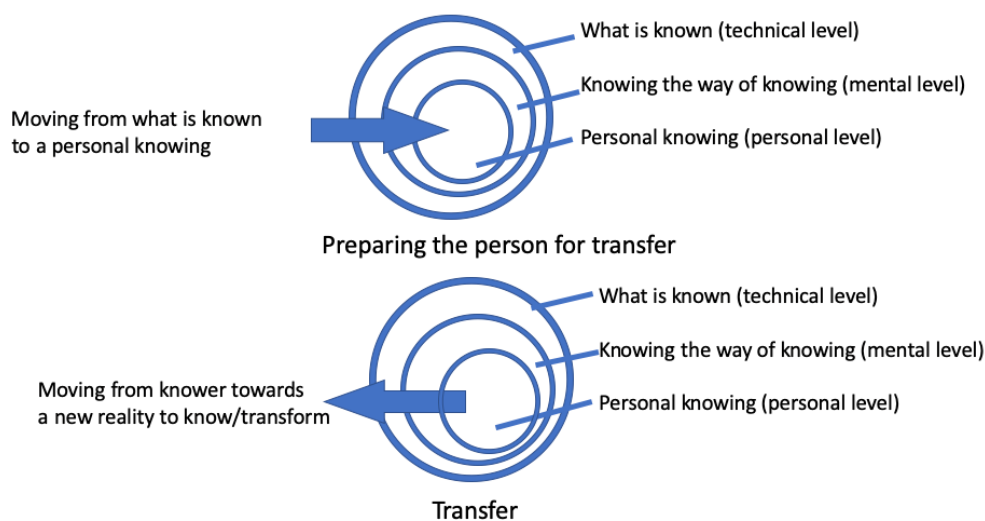 What is known (technical level)
Knowing the way of knowing (mental level)
Moving from what is known
to a personal knowing
Personal knowing (personal level)
Preparing the person for transfer
What is known (technical level)
Knowing the way of knowing (mental level)
Moving from knower towards
a new reality to know/transform
Personal knowing (personal level)
Transfer